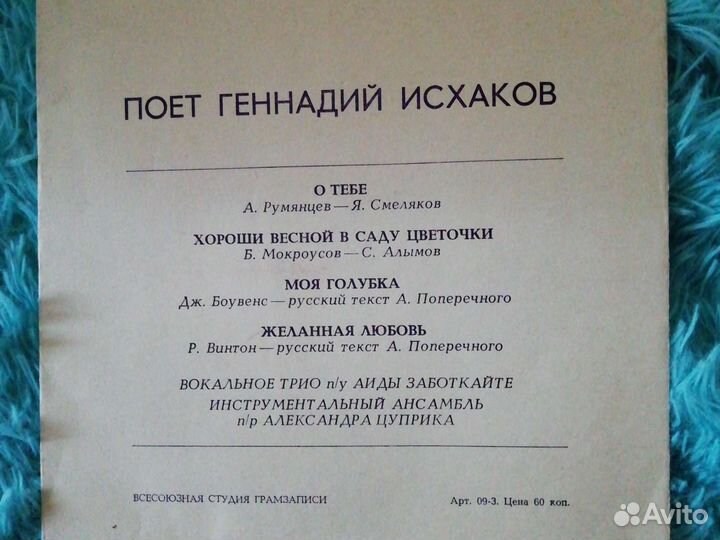 ПОЕТ ГЕННАДИЙ ИСХАКОВ
О ТЕБЕ
А. Румянцев — Я. Смеляков
ХОРОШИ ВЕСНОЙ В САДУ ЦВЕТОЧКИ
Б. Мокроусов — С. Алымов
МОЯ ГОЛУБКА
Дж. Боувенс — русский текст А. Поперечного
ЖЕЛАННАЯ ЛЮБОВЬ
Р. Винтон — русский текст А. Поперечного
ВОКАЛЬНОЕ ТРИО п/у АИДЫ ЗАБОТКАЙТЕ
ИНСТРУМЕНТАЛЬНЫЙ АНСАМБЛЬ
п/р АЛЕКСАНДРА ЦУПРИКА
ВСЕСОЮЗНАЯ СТУДИЯ ГРАМЗАПИСИ Арт. 09-3. Цена 60 коп.
Avito